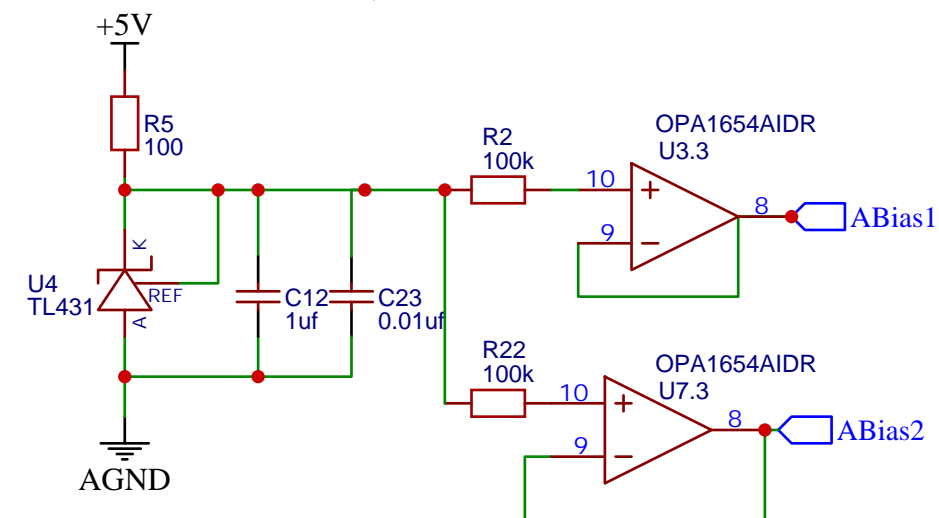 +5V
R5
100
R2
100k
OPA1654AIDR
U3.3
10
9
8
ABias1
K
U4
TL431
REF
A
C12
1uf
C23
0.01uf
R22
100k
OPA1654AIDR
U7.3
10
9
8
ABias2
AGND